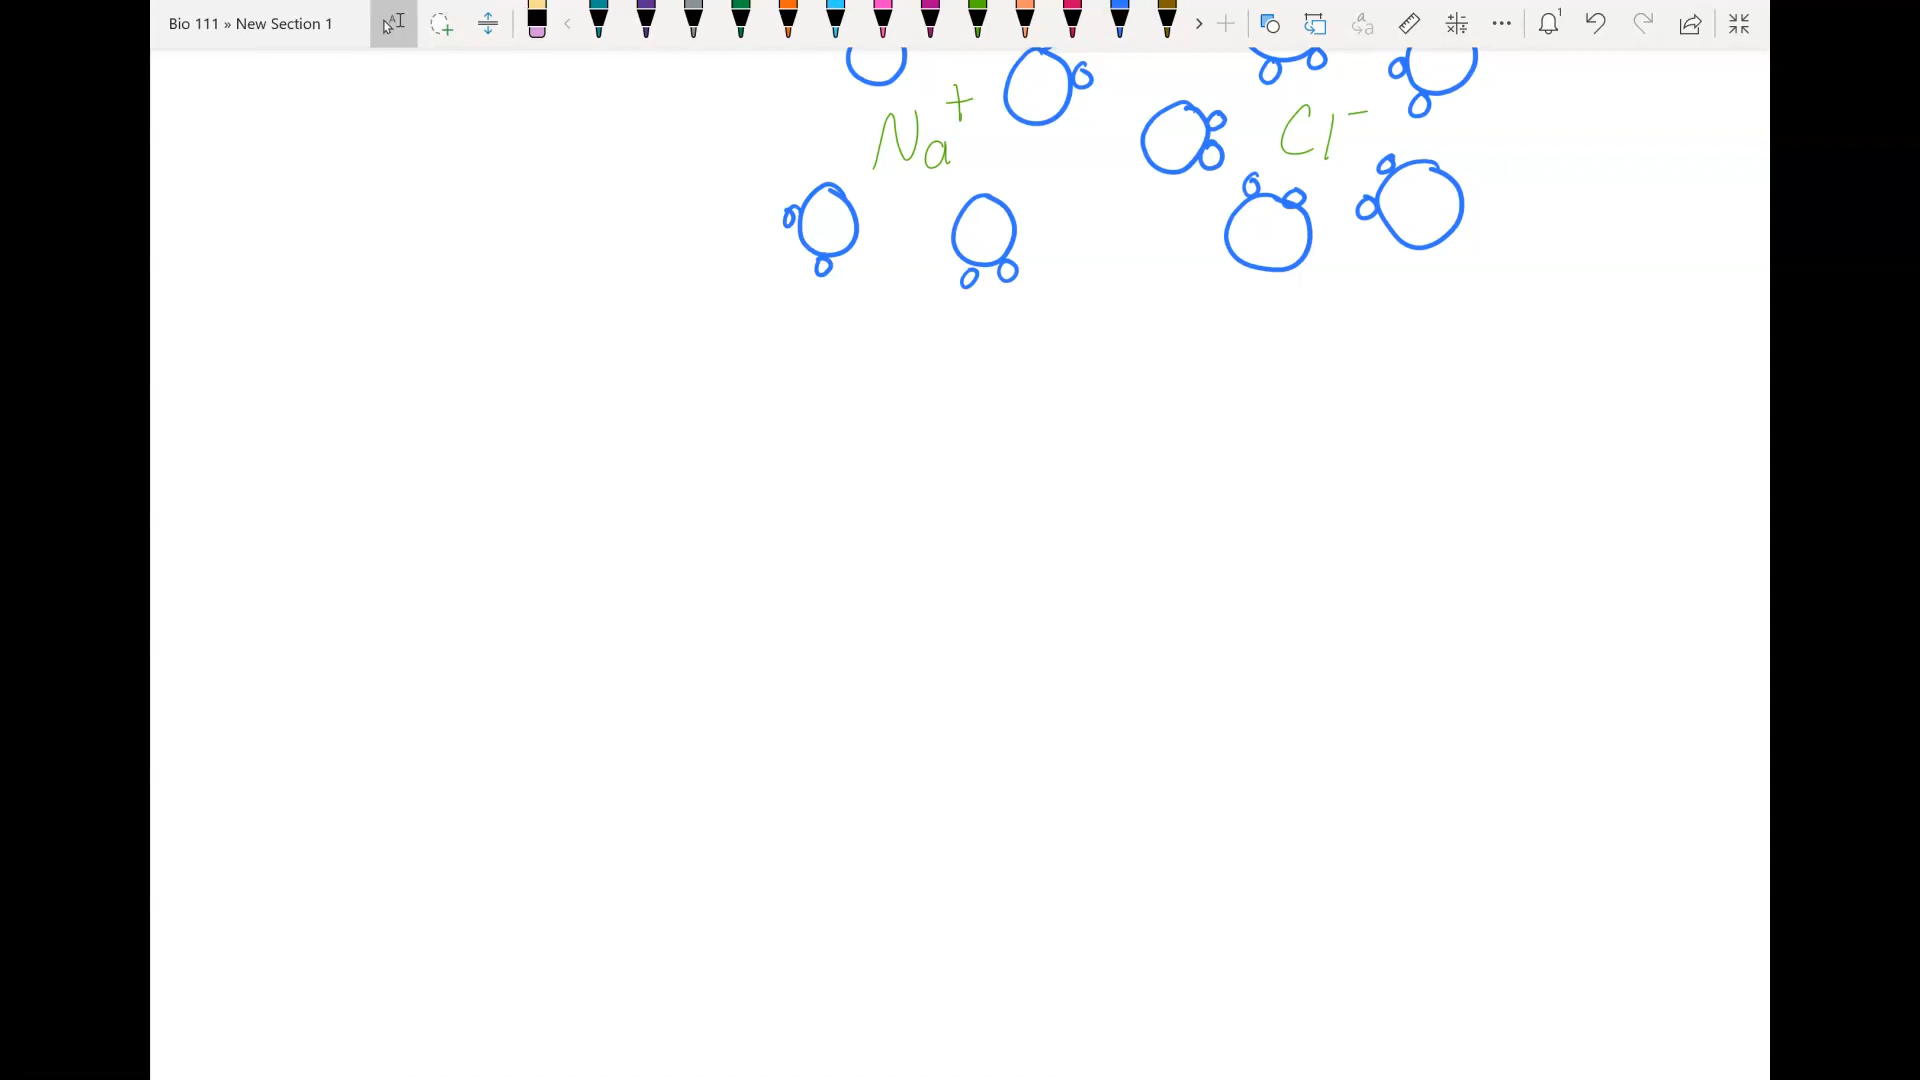 Bio 111 » New Section 1
Na+
Cl-